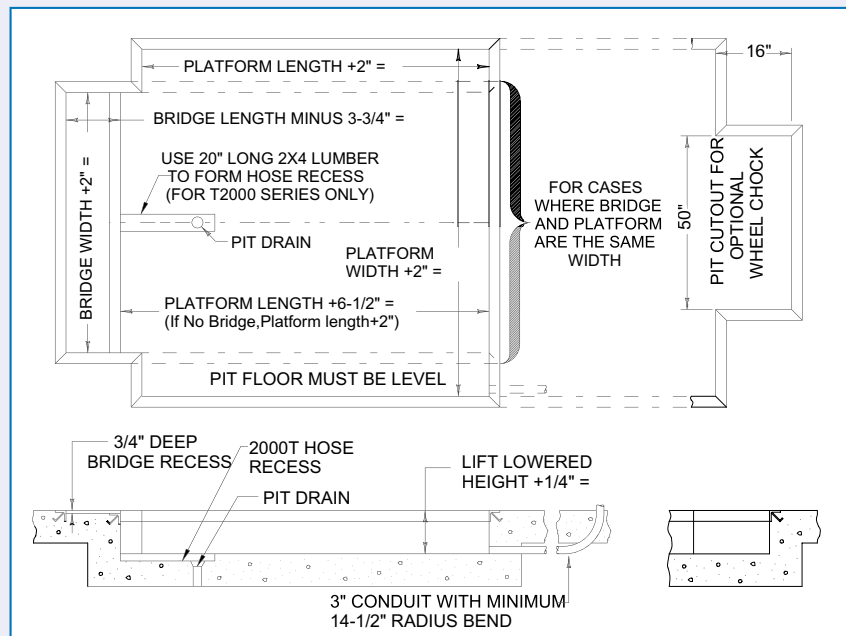 PLATFORM LENGTH +2" =
16"
BRIDGE LENGTH MINUS 3-3/4" =
USE 20" LONG 2X4 LUMBER
TO FORM HOSE RECESS
(FOR T2000 SERIES ONLY)
BRIDGE WIDTH +2" =
PIT DRAIN
PLATFORM
WIDTH +2" =
FOR CASES
WHERE BRIDGE
AND PLATFORM
ARE THE SAME
WIDTH
50"
PIT CUTOUT FOR
OPTIONAL
WHEEL CHOCK
PLATFORM LENGTH +6-1/2" =
(If No Bridge,Platform length+2")
PIT FLOOR MUST BE LEVEL
3/4" DEEP
BRIDGE RECESS
2000T HOSE
RECESS
PIT DRAIN
LIFT LOWERED
HEIGHT +1/4" =
3" CONDUIT WITH MINIMUM
14-1/2" RADIUS BEND